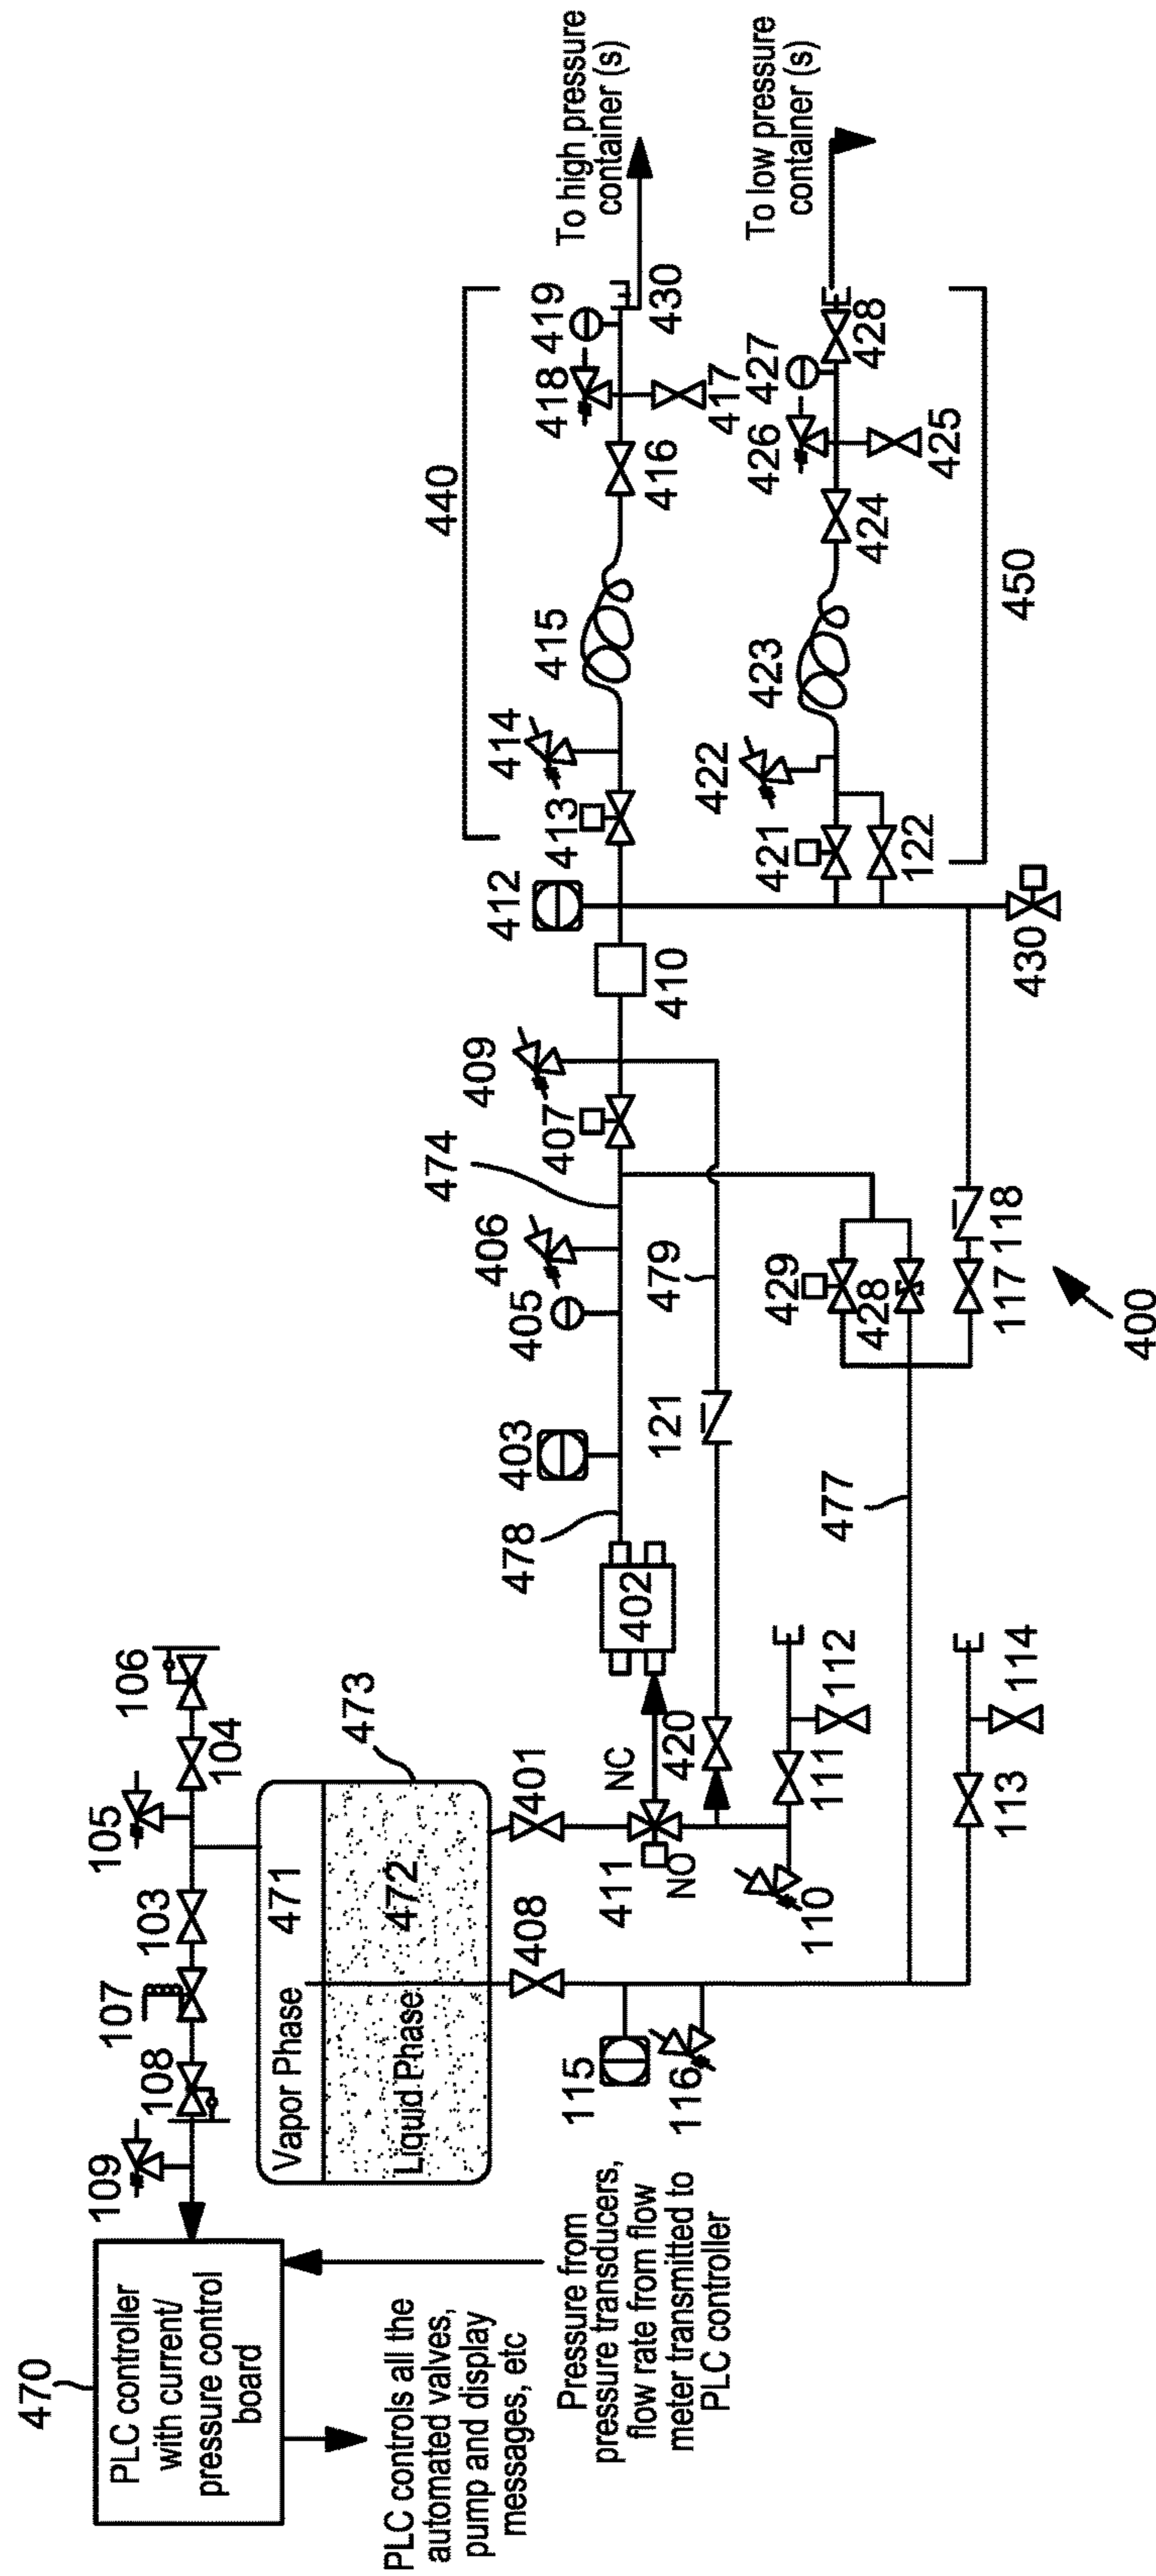 470
PLC controller
with current/
pressure control
board
PLC controls all the
automated valves,
pump and display
messages, etc
Pressure from
pressure transducers,
flow rate from flow
meter transmitted to
PLC controller
109
108
107
103
105
104
106
Vapor Phase
471
Liquid Phase
472
473
115
116
408
401
411
NO
NC
110
420
111
112
113
114
402
478
403
405
406
474
407
409
410
412
121
479
477
429
428
117
118
430
400
440
413
414
415
416
418
417
419
430
To high pressure
container (s)
421
122
422
423
424
426
425
427
428
450
To low pressure
container (s)